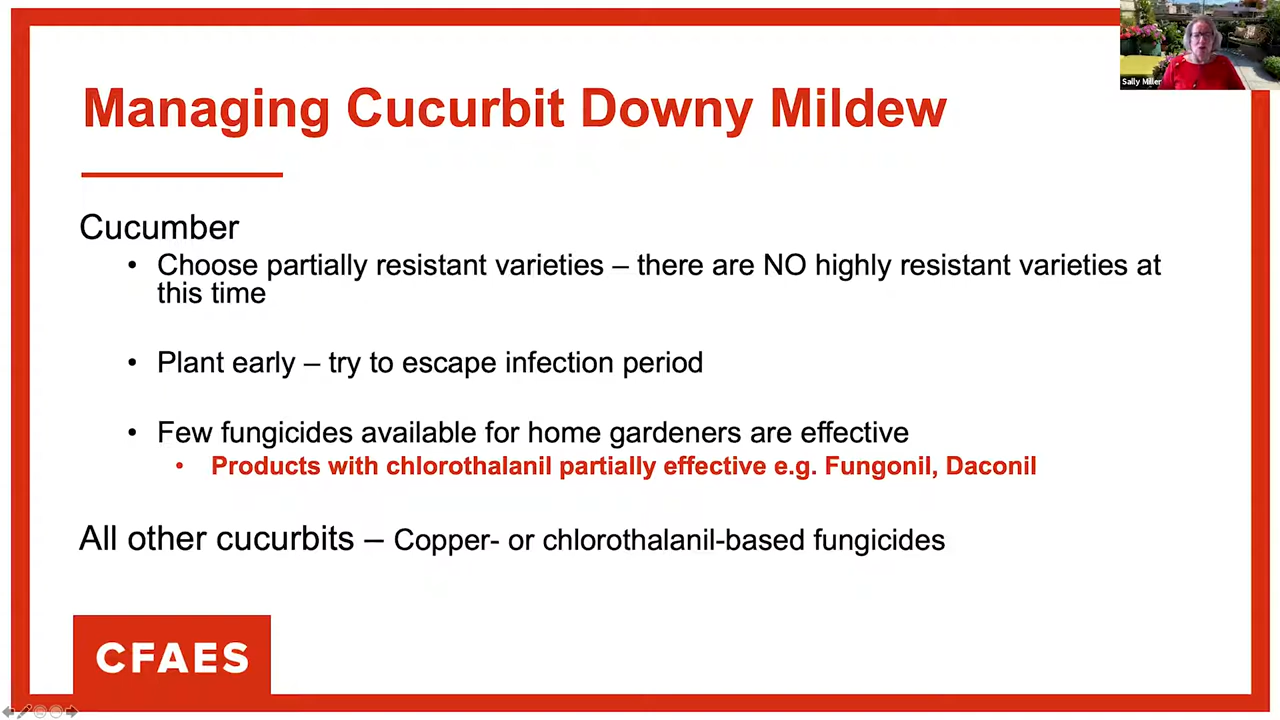 Sally Miller
Managing Cucurbit Downy Mildew
Cucumber
• Choose partially resistant varieties – there are NO highly resistant varieties at
this time
• Plant early – try to escape infection period
• Few fungicides available for home gardeners are effective
• Products with chlorothalanil partially effective e.g. Fungonil, Daconil
All other cucurbits – Copper- or chlorothalanil-based fungicides
CFAES